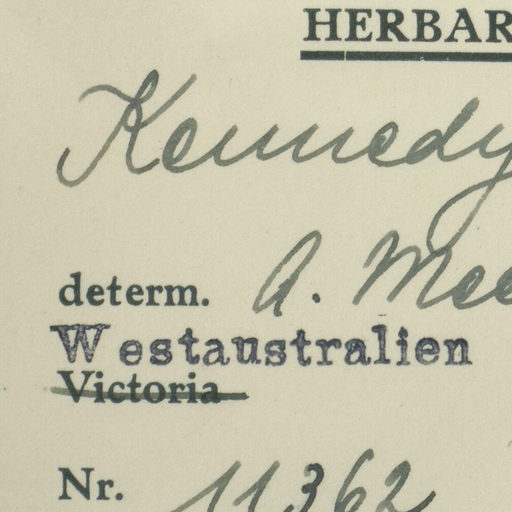 HERBAR
Kennedy
determ. A. Mee
Westaustralien
Victoria
Nr. 11362